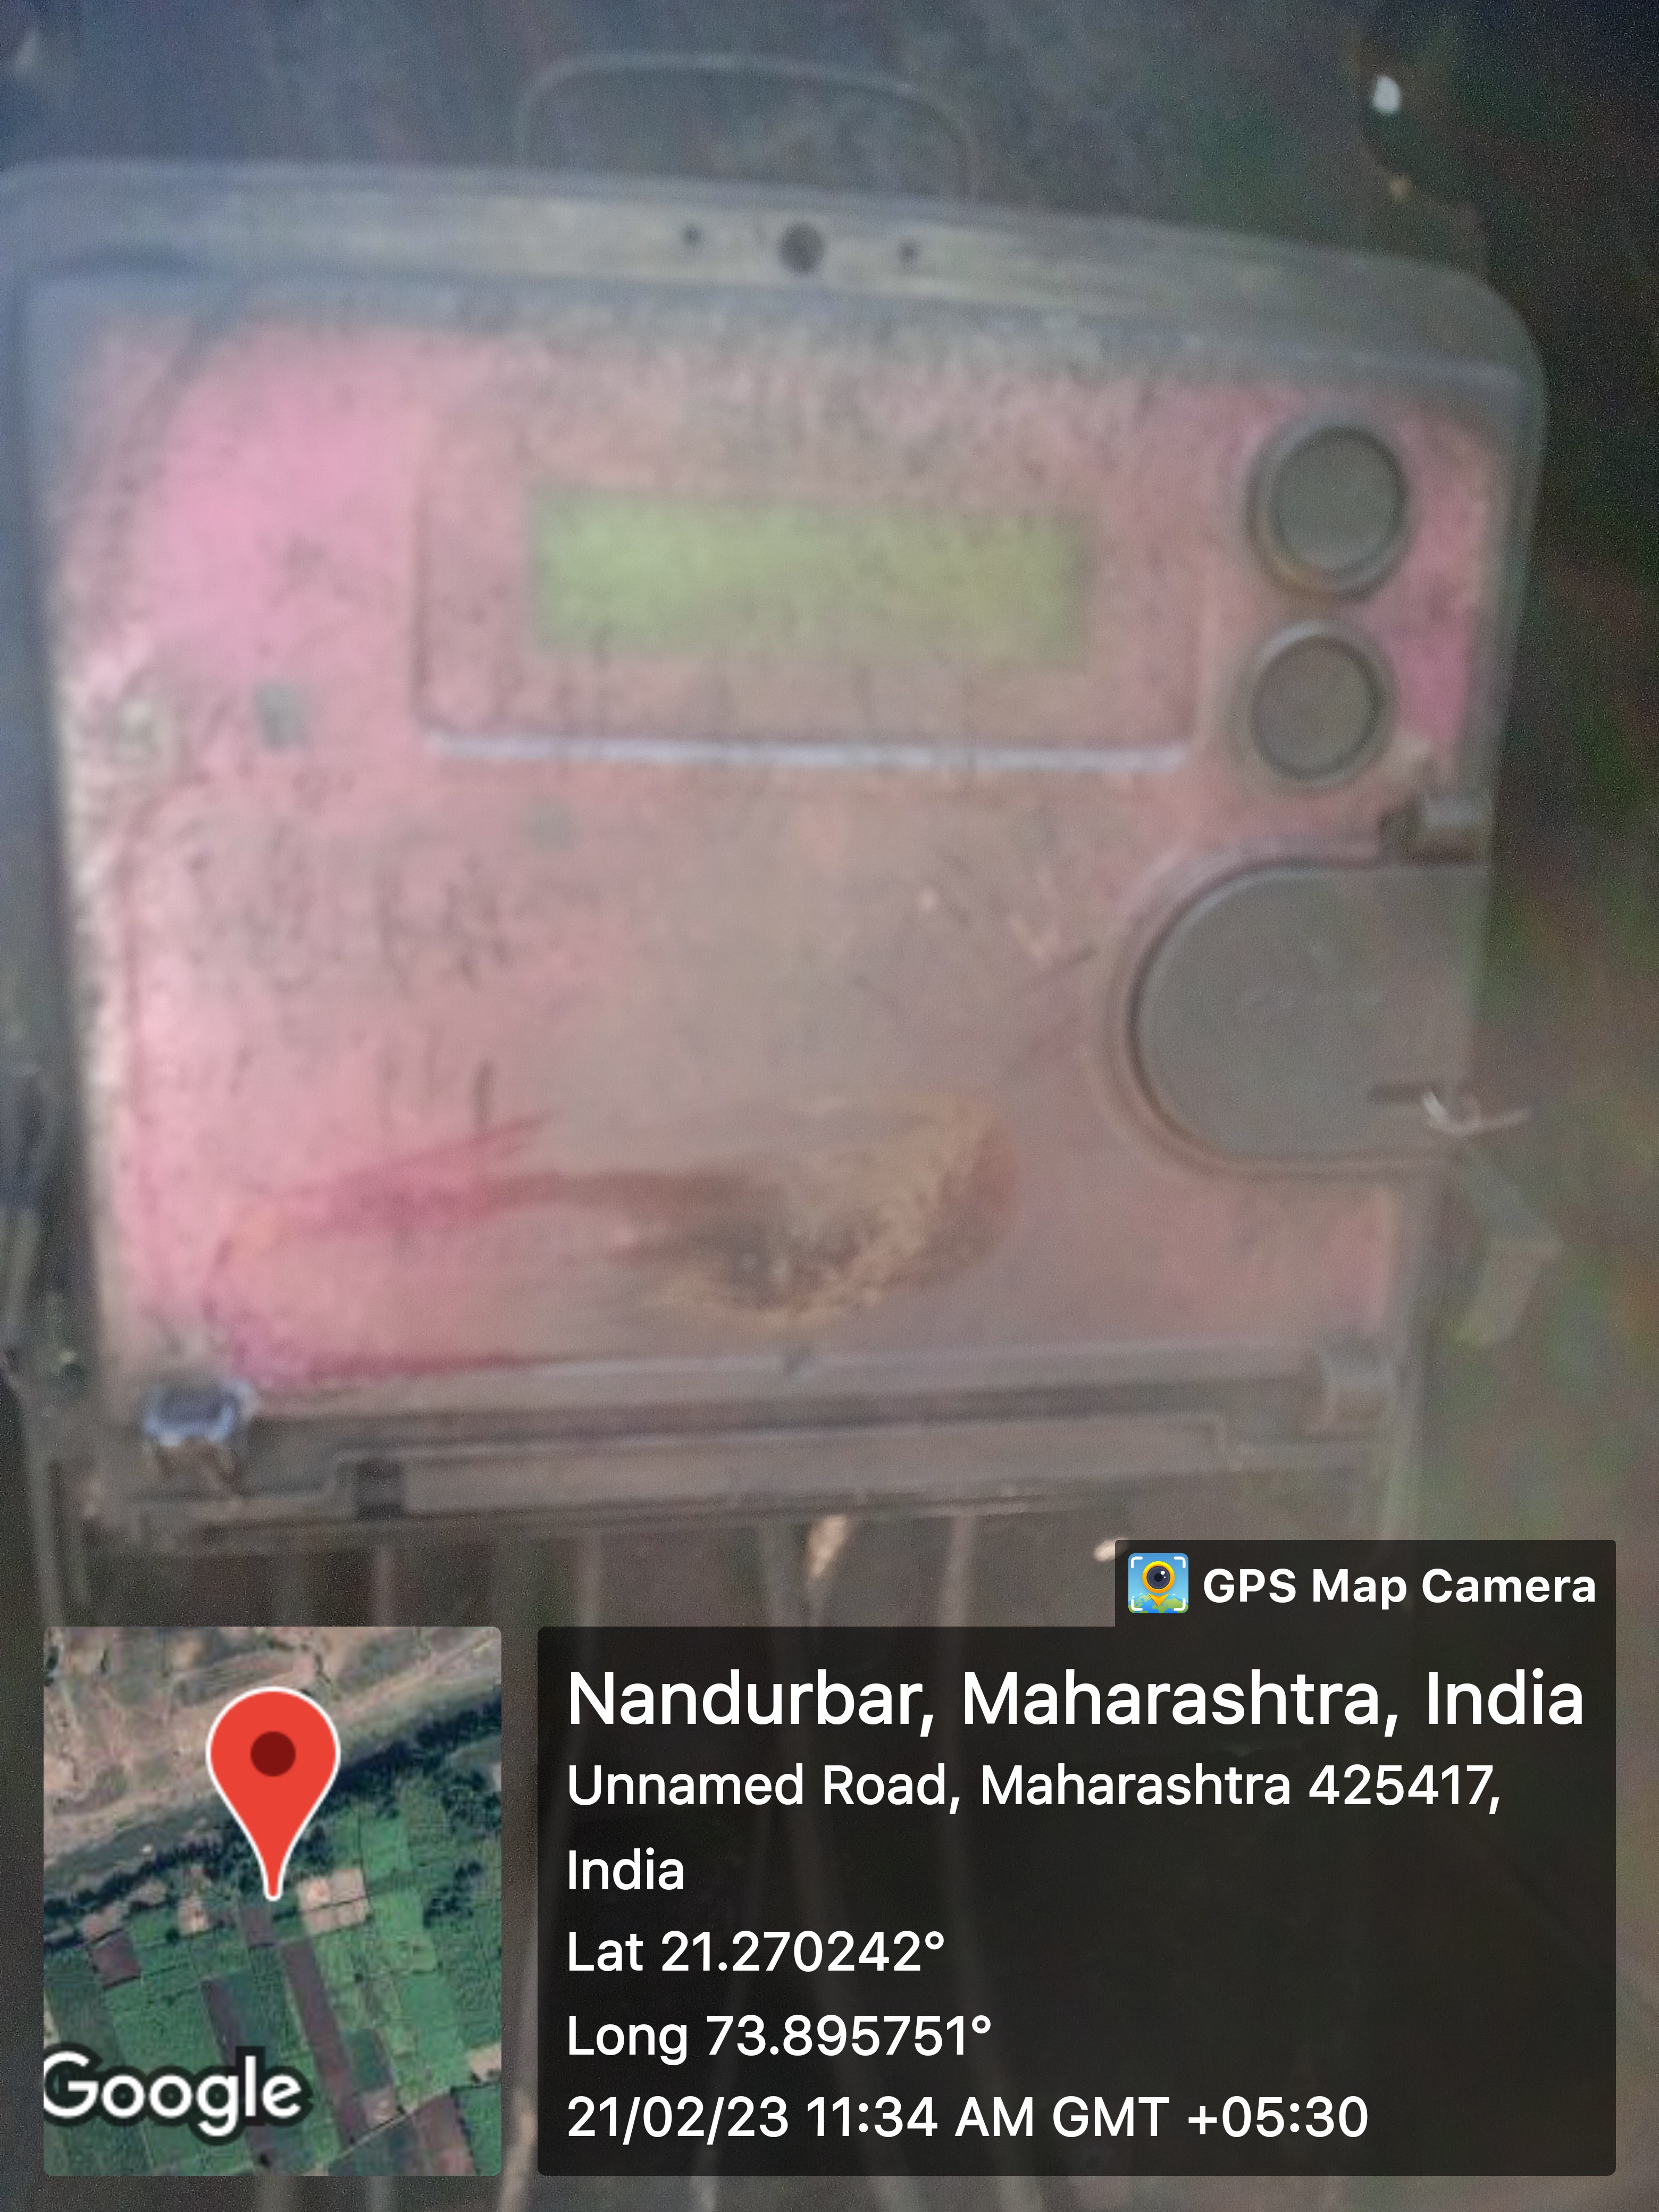 GPS Map Camera
Nandurbar, Maharashtra, India
Unnamed Road, Maharashtra 425417,
India
Lat 21.270242°
Long 73.895751°
21/02/23 11:34 AM GMT +05:30
Google